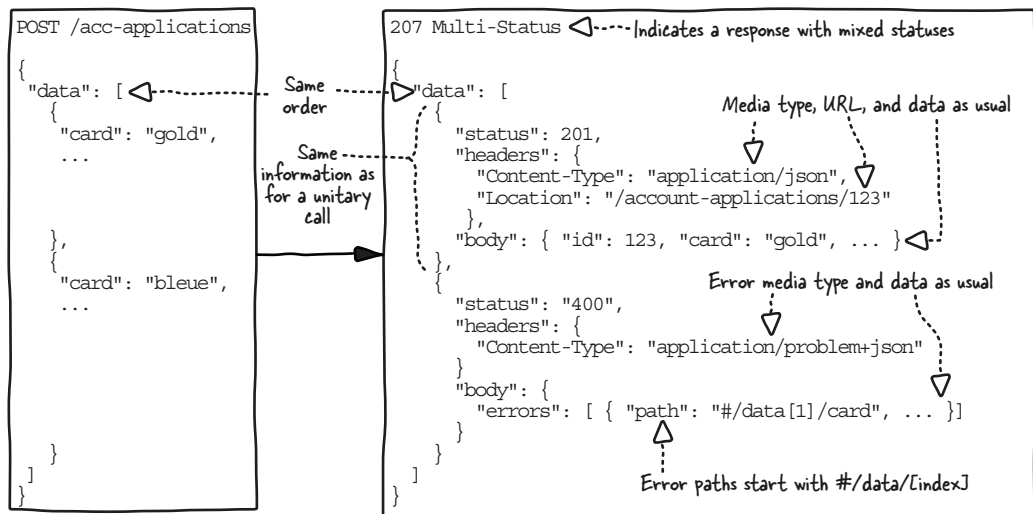 POST /acc-applications
{
"data": [
{
"card": "gold",
...
},
{
"card": "bleue",
...
}
]
}
Same
order
Same
information as
for a unitary
call
207 Multi-Status
Indicates a response with mixed statuses
{
"data": [
Media type, URL, and data as usual
{
"status": 201,
"headers": {
"Content-Type": "application/json",
"Location": "/account-applications/123"
},
"body": { "id": 123, "card": "gold", ... }
},
{
Error media type and data as usual
"status": "400",
"headers": {
"Content-Type": "application/problem+json"
}
"body": {
"errors": [ { "path": "#/data[1]/card", ... }]
}
}
Error paths start with #/data/[index]
]
}